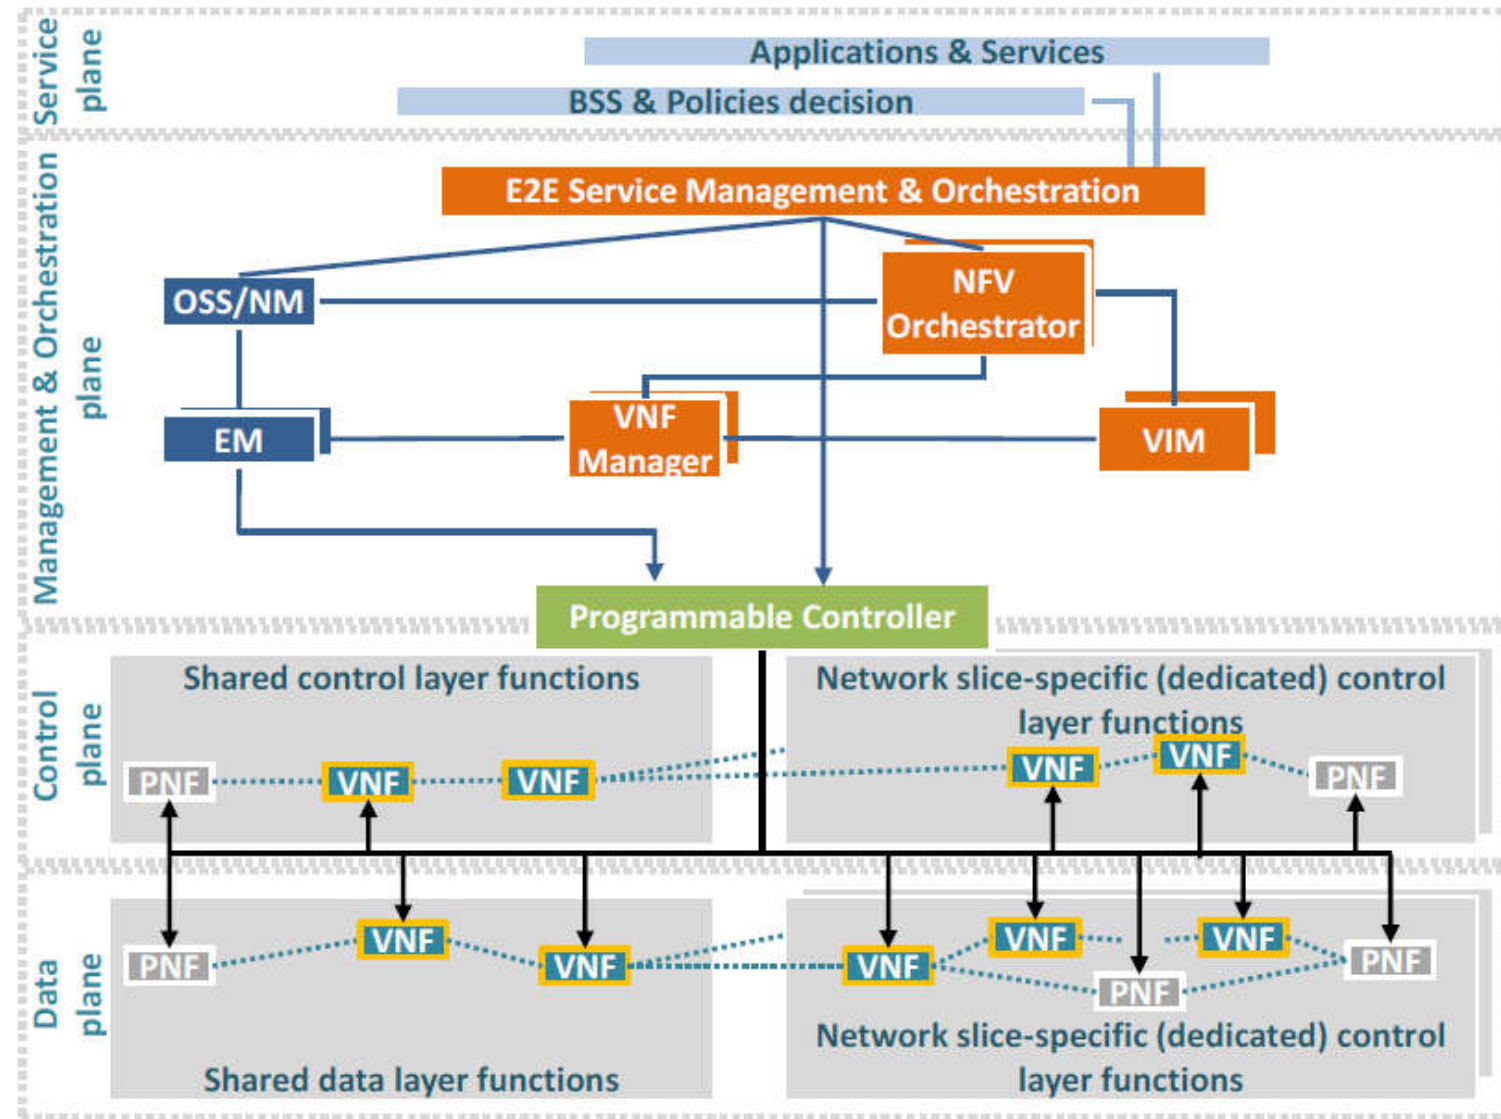 Service
plane
Applications & Services
BSS & Policies decision
Management & Orchestration
plane
E2E Service Management & Orchestration
OSS/NM
NFV
Orchestrator
EM
VNF
Manager
VIM
Programmable Controller
Control
plane
Shared control layer functions
Network slice-specific (dedicated) control
layer functions
PNF
VNF
VNF
VNF
VNF
PNF
Data
plane
PNF
VNF
VNF
VNF
VNF
PNF
VNF
PNF
Shared data layer functions
Network slice-specific (dedicated) control
layer functions